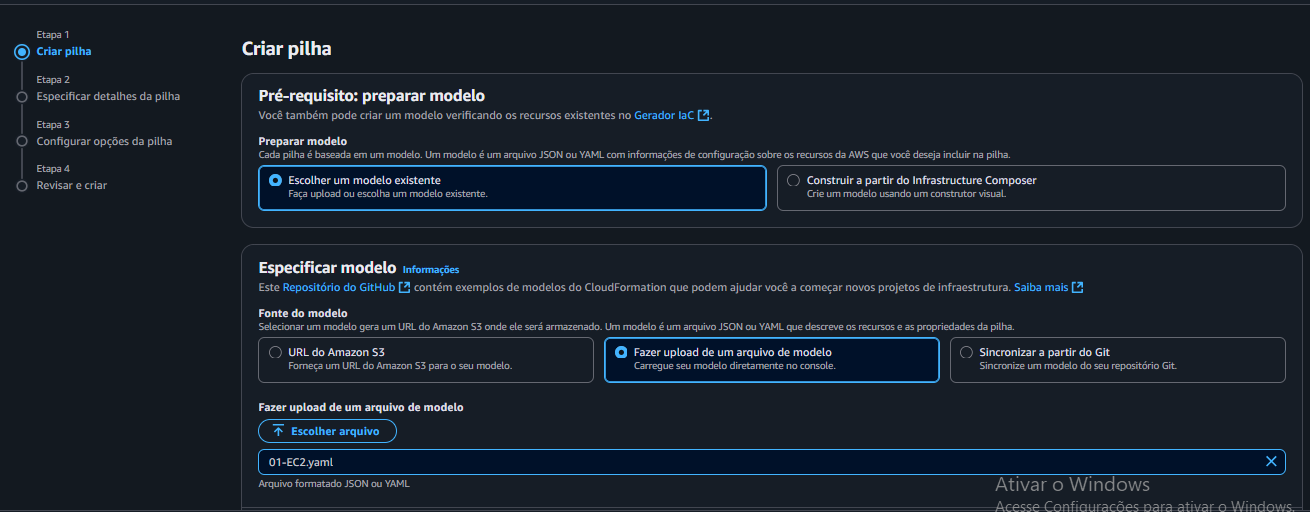 Etapa 1
Criar pilha
Etapa 2
Especificar detalhes da pilha
Etapa 3
Configurar opções da pilha
Etapa 4
Revisar e criar
Criar pilha
Pré-requisito: preparar modelo
Você também pode criar um modelo verificando os recursos existentes no Gerador IaC.
Preparar modelo
Cada pilha é baseada em um modelo. Um modelo é um arquivo JSON ou YAML com informações de configuração sobre os recursos da AWS que você deseja incluir na pilha.
Escolher um modelo existente
Faça upload ou escolha um modelo existente.
Construir a partir do Infrastructure Composer
Crie um modelo usando um construtor visual.
Especificar modelo Informações
Este Repositório do GitHub contém exemplos de modelos do CloudFormation que podem ajudar você a começar novos projetos de infraestrutura. Saiba mais
Fonte do modelo
Selecionar um modelo gera um URL do Amazon S3 onde ele será armazenado. Um modelo é um arquivo JSON ou YAML que descreve os recursos e as propriedades da pilha.
URL do Amazon S3
Forneça um URL do Amazon S3 para o seu modelo.
Fazer upload de um arquivo de modelo
Carregue seu modelo diretamente no console.
Sincronizar a partir do Git
Sincronize um modelo do seu repositório Git.
Fazer upload de um arquivo de modelo
Escolher arquivo
01-EC2.yaml
Arquivo formatado JSON ou YAML
Ativar o Windows
Acesse Configurações para ativar o Windows.